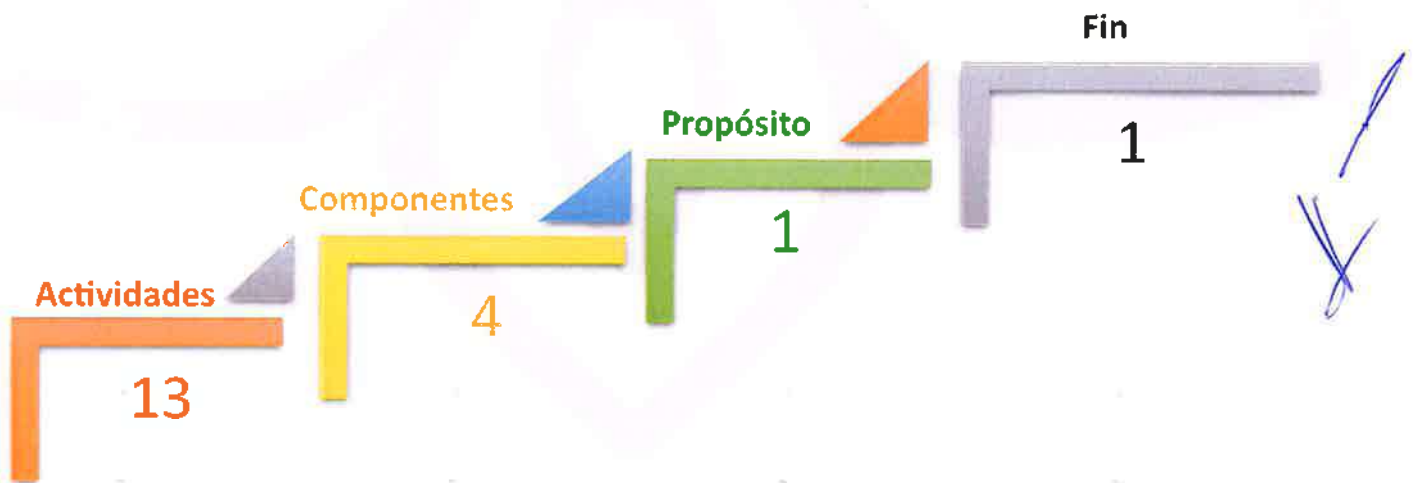 Fin
1
Propósito
1
Componentes
4
Actividades
13